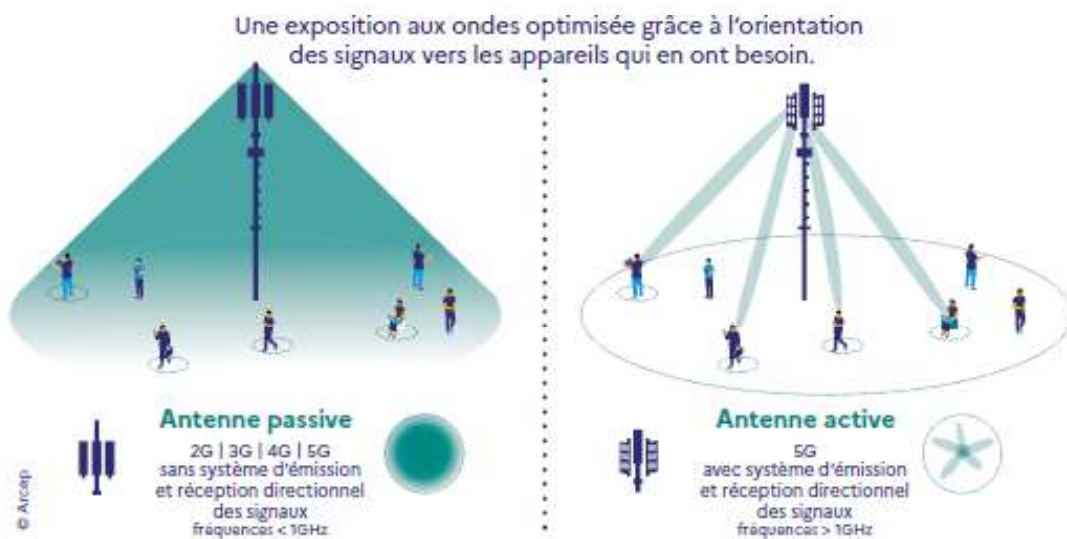 Une exposition aux ondes optimisée grâce à l'orientation
des signaux vers les appareils qui en ont besoin.
Antenne passive
2G | 3G | 4G | 5G
sans système d'émission
et réception directionnel
des signaux
fréquences < 1GHz
Antenne active
5G
avec système d'émission
et réception directionnel
des signaux
fréquences > 1GHz
© Arcep